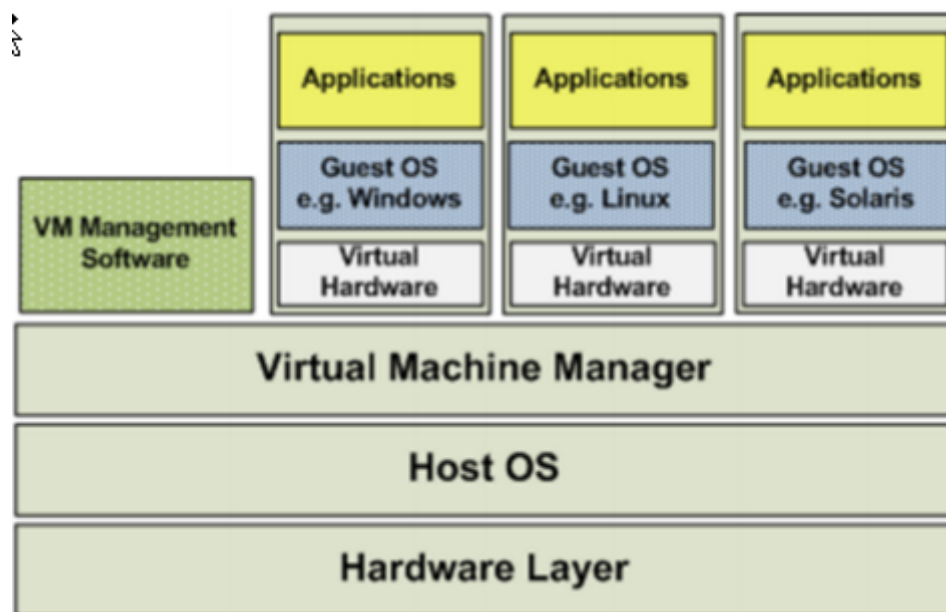 Applications
Applications
Applications
Guest OS
e.g. Windows
Guest OS
e.g. Linux
Guest OS
e.g. Solaris
VM Management
Software
Virtual
Hardware
Virtual
Hardware
Virtual
Hardware
Virtual Machine Manager
Host OS
Hardware Layer